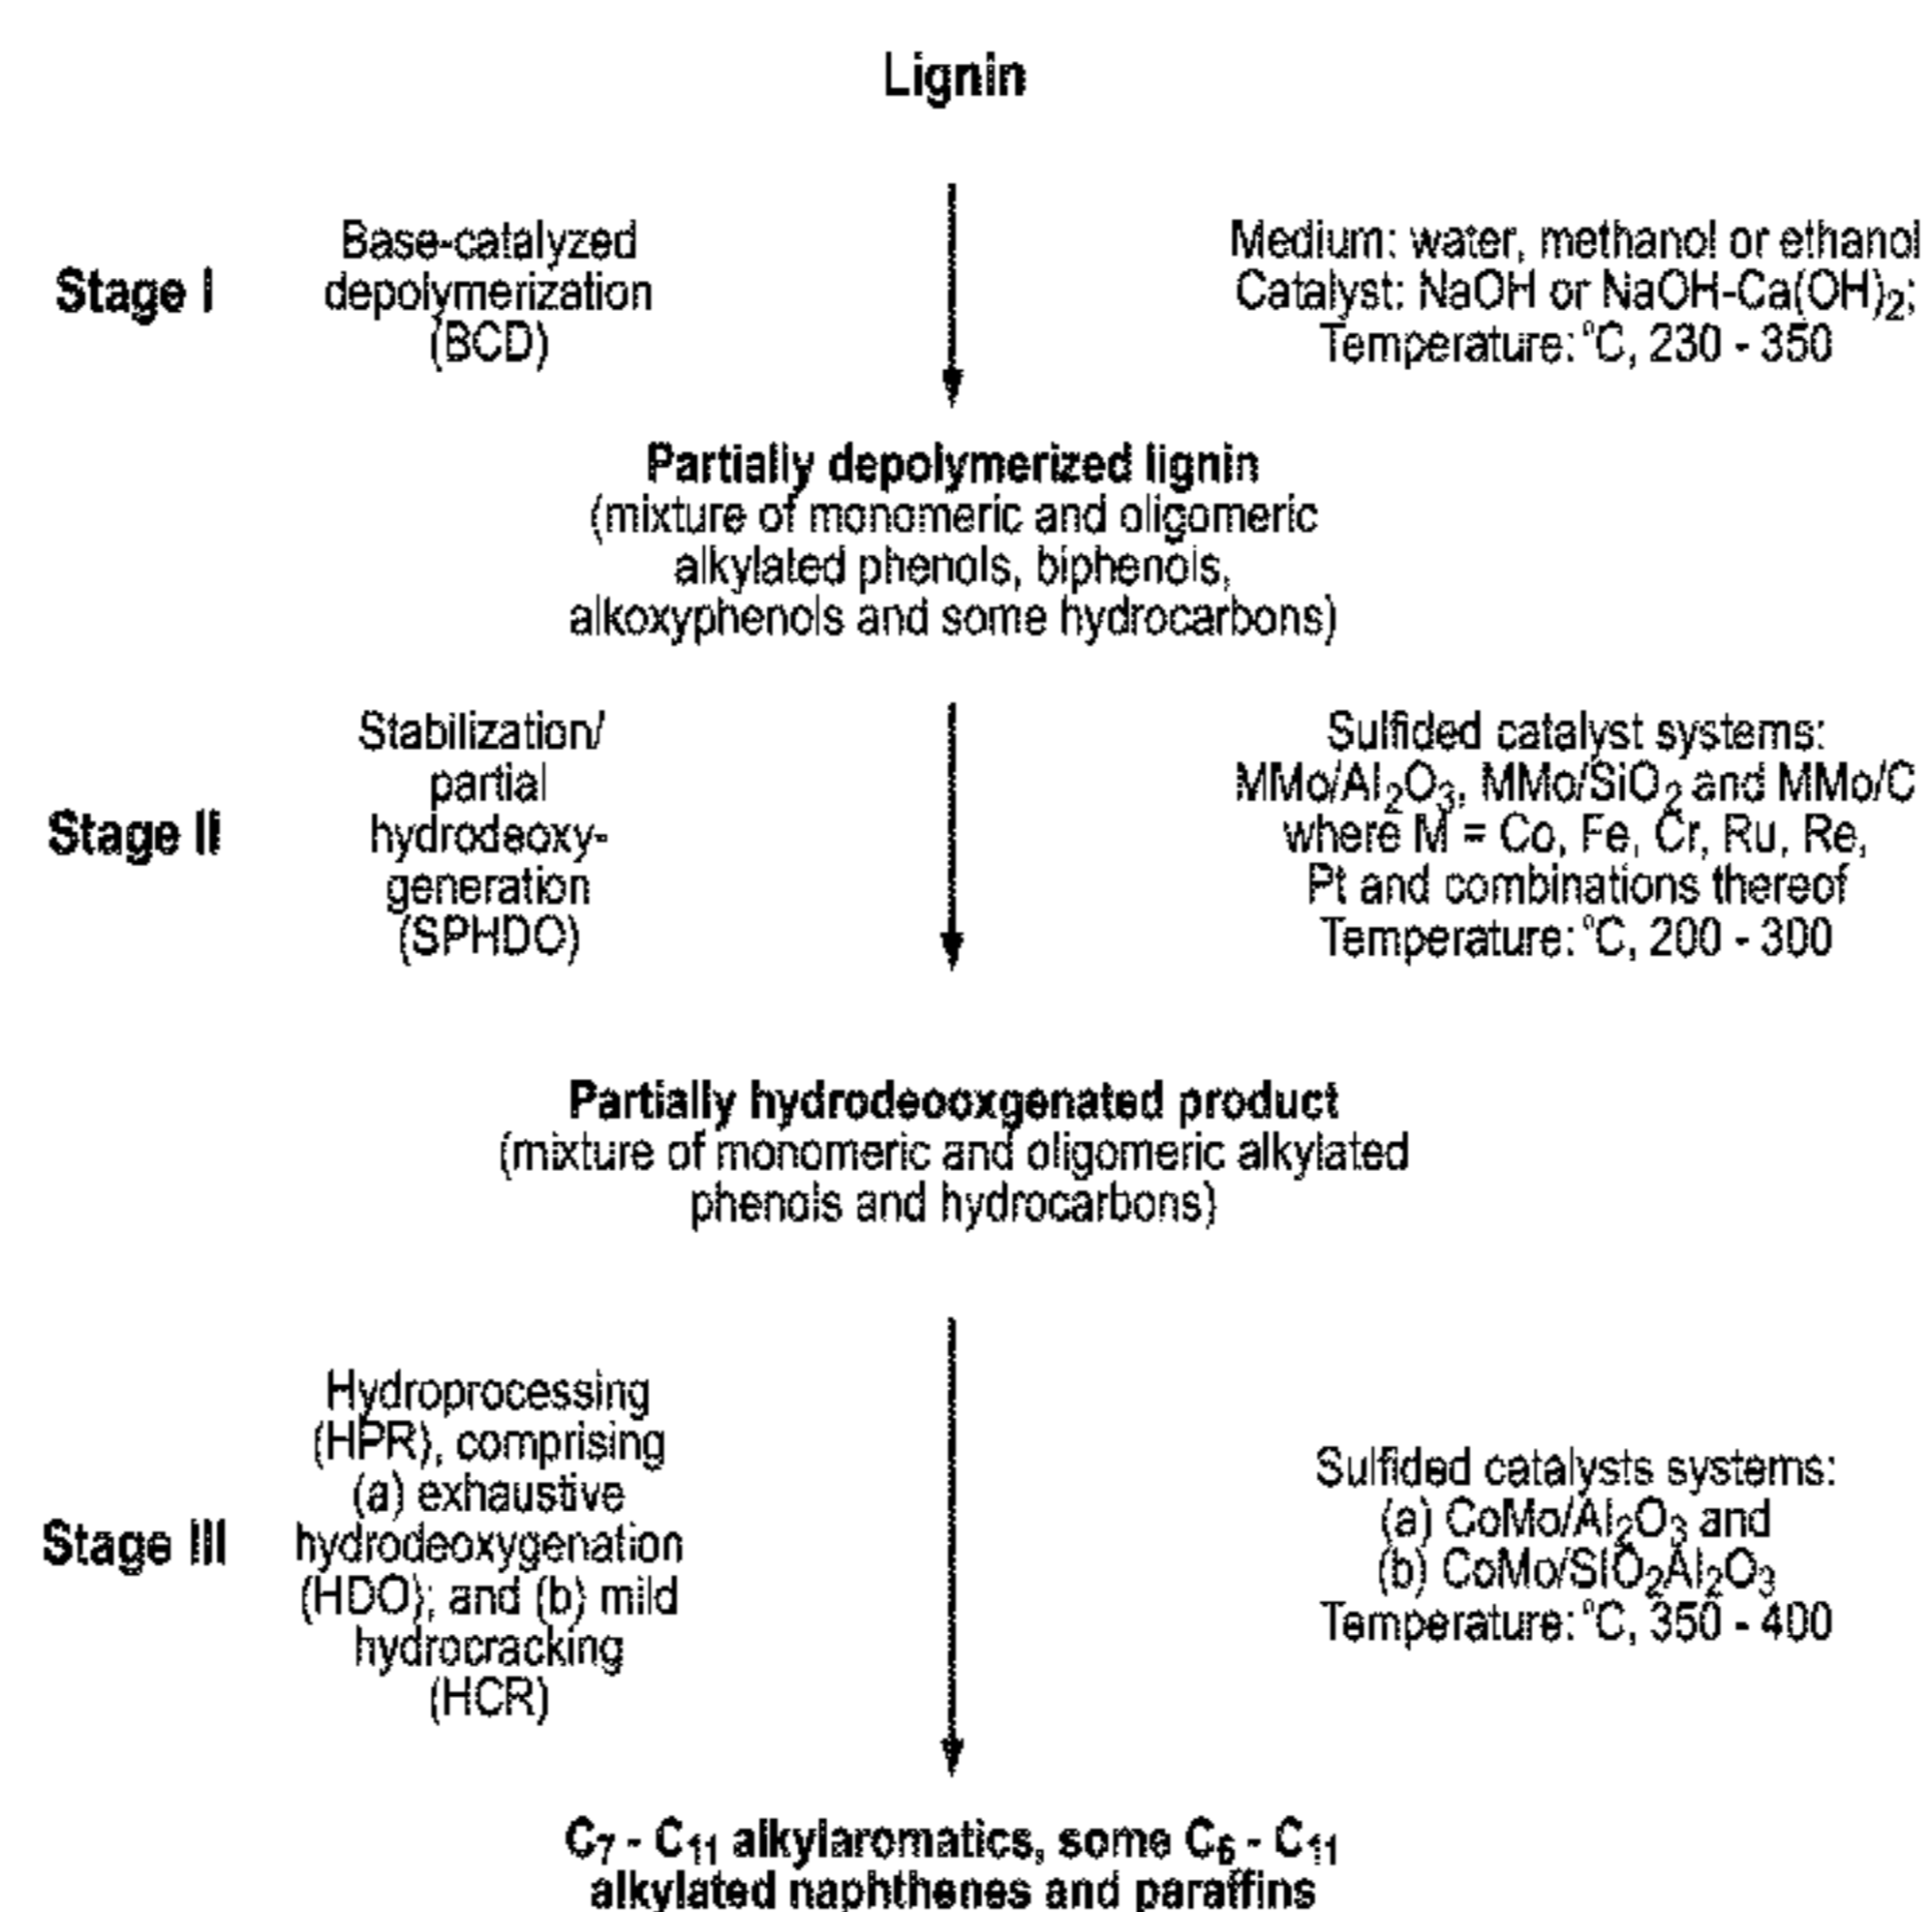 Lignin
Stage I
Base-catalyzed
depolymerization
(BCD)
Medium: water, methanol or ethanol
Catalyst: NaOH or NaOH-Ca(OH)₂;
Temperature: °C, 230 - 350
Partially depolymerized lignin
(mixture of monomeric and oligomeric
alkylated phenols, biphenols,
alkoxyphenols and some hydrocarbons)
Stage II
Stabilization/
partial
hydrodeoxy-
generation
(SPHDO)
Sulfided catalyst systems:
MMo/Al₂O₃, MMo/SiO₂ and MMo/C
where M = Co, Fe, Cr, Ru, Re,
Pt and combinations thereof
Temperature: °C, 200 - 300
Partially hydrodeooxgenated product
(mixture of monomeric and oligomeric alkylated
phenols and hydrocarbons)
Stage III
Hydroprocessing
(HPR), comprising
(a) exhaustive
hydrodeoxygenation
(HDO); and (b) mild
hydrocracking
(HCR)
Sulfided catalysts systems:
(a) CoMo/Al₂O₃ and
(b) CoMo/SIO₂Al₂O₃
Temperature: °C, 350 - 400
C₇ - C₁₁ alkylaromatics, some C₆ - C₁₁
alkylated naphthenes and paraffins